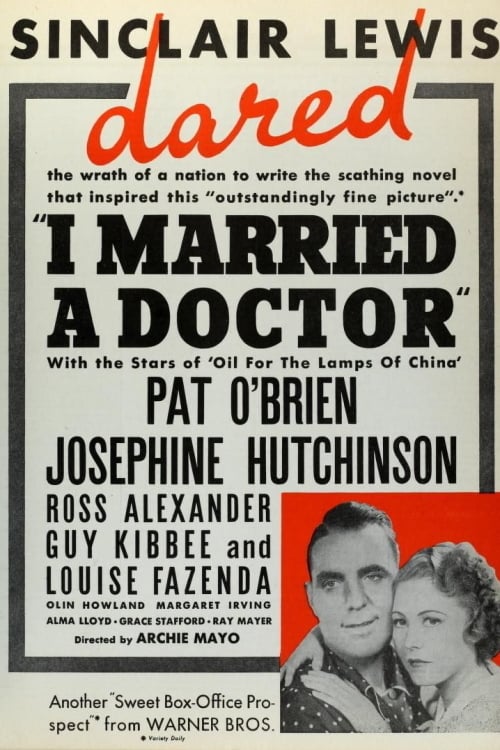 SINCLAIR LEWIS
dared
the wrath of a nation to write the scathing novel
that inspired this "outstandingly fine picture".*
"I MARRIED
A DOCTOR"
With the Stars of 'Oil For The Lamps Of China'
PAT O'BRIEN
JOSEPHINE HUTCHINSON
ROSS ALEXANDER
GUY KIBBEE and
LOUISE FAZENDA
OLIN HOWLAND MARGARET IRVING
ALMA LLOYD · GRACE STAFFORD · RAY MAYER
Directed by ARCHIE MAYO
Another "Sweet Box-Office Pro-
spect"* from WARNER BROS.
* Variety Daily